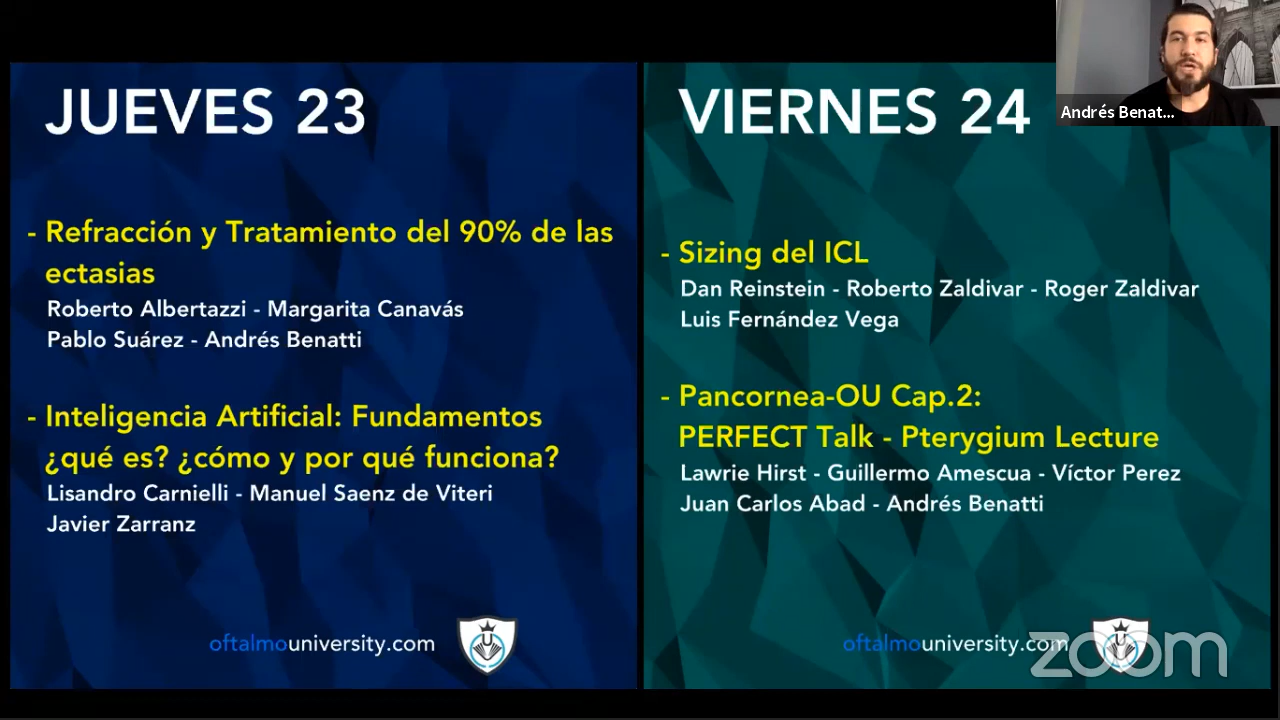 JUEVES 23
- Refracción y Tratamiento del 90% de las
ectasias
Roberto Albertazzi - Margarita Canavás
Pablo Suárez - Andrés Benatti
- Inteligencia Artificial: Fundamentos
¿qué es? ¿cómo y por qué funciona?
Lisandro Carnielli - Manuel Saenz de Viteri
Javier Zarranz
oftalmouniversity.com
VIERNES 24
- Sizing del ICL
Dan Reinstein - Roberto Zaldivar - Roger Zaldivar
Luis Fernández Vega
- Pancornea-OU Cap.2:
PERFECT Talk - Pterygium Lecture
Lawrie Hirst - Guillermo Amescua - Víctor Perez
Juan Carlos Abad - Andrés Benatti
oftalmouniversity.com
zoom
Andrés Benat...